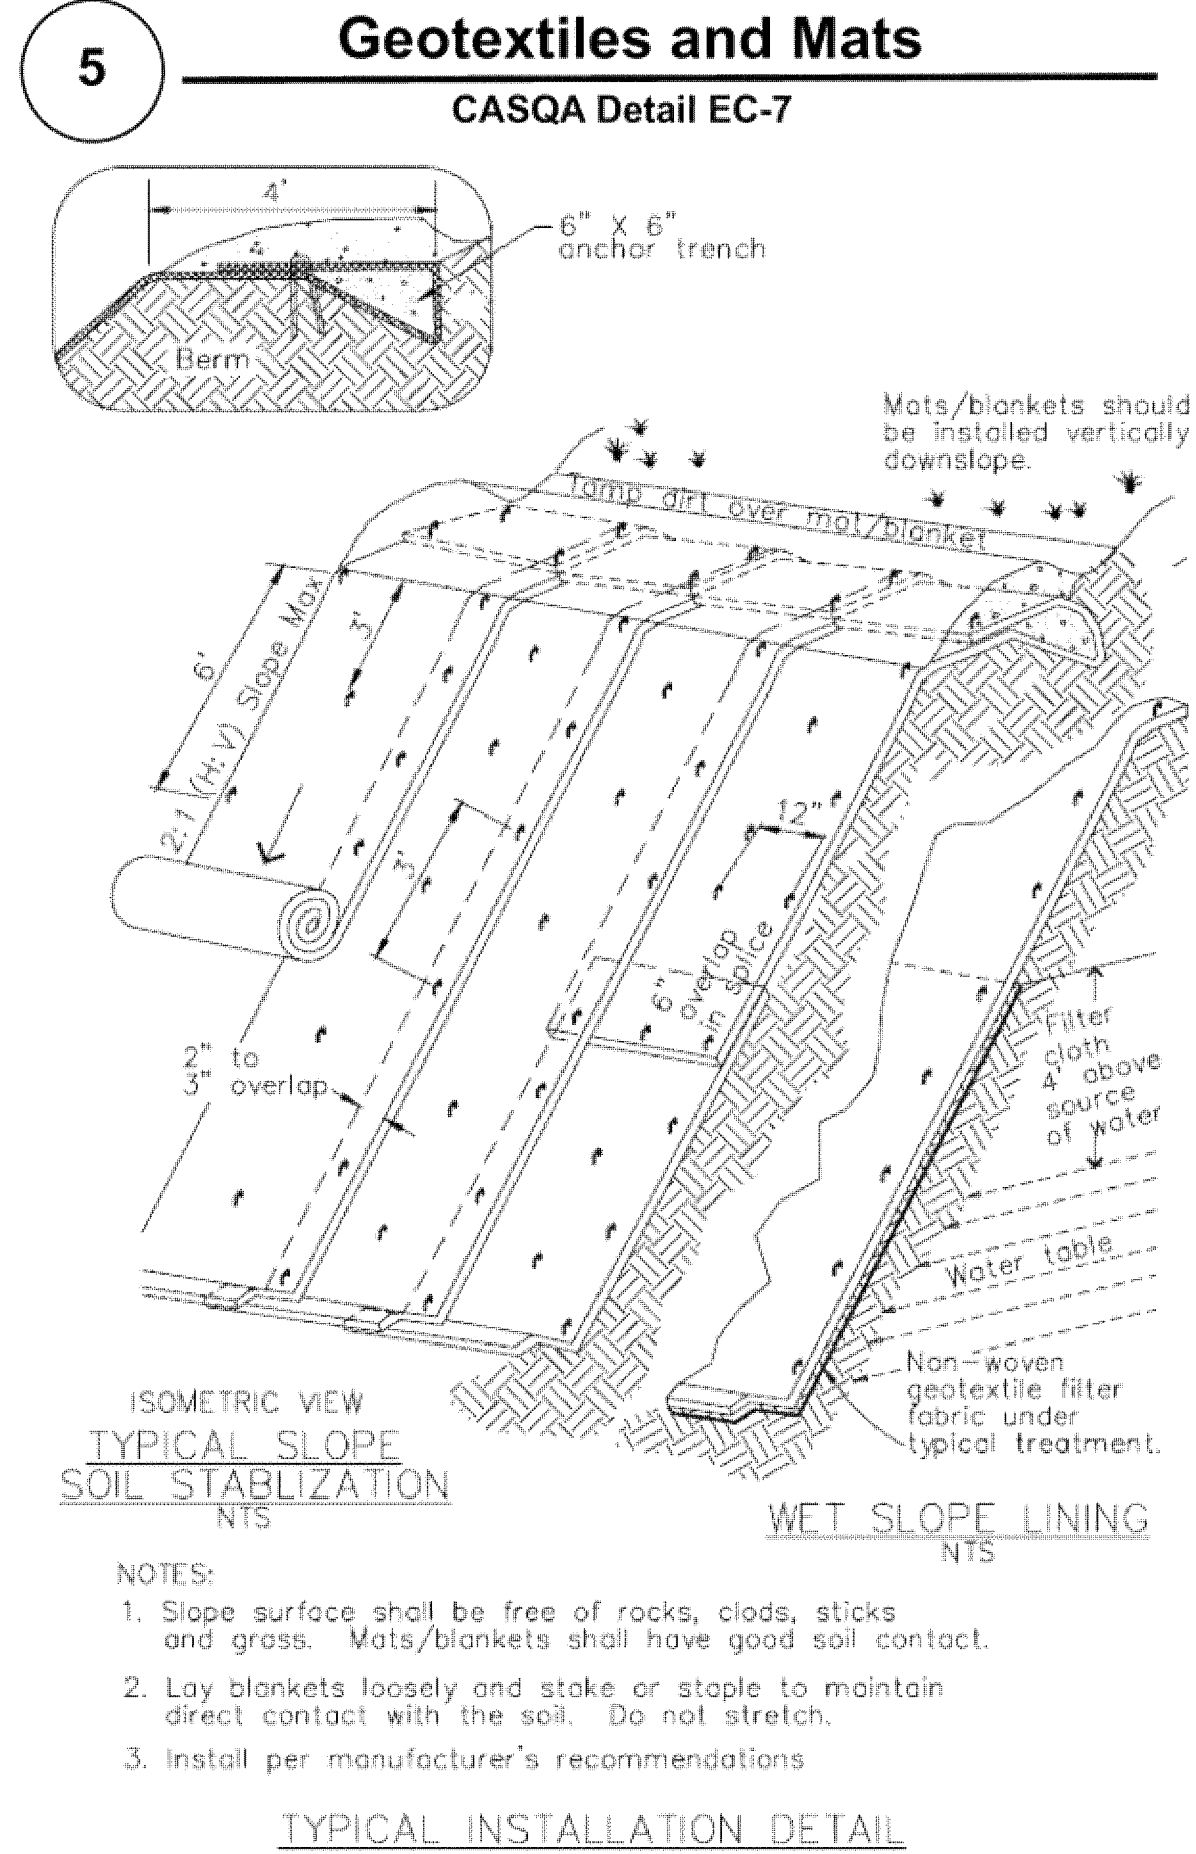 5
Geotextiles and Mats
CASQA Detail EC-7
4'
6" X 6"
anchor trench
Berm
Mats/blankets should
be installed vertically
downslope.
Tamp dirt over mat/blanket
6'
2:1 (H:V) Slope Max
3'
3'
12"
6"
overlap
in splice
2" to
3" overlap
Filter
cloth
4' above
source
of water
Water table
Non-woven
geotextile filter
fabric under
typical treatment.
ISOMETRIC VIEW
TYPICAL SLOPE
SOIL STABLIZATION
NTS
WET SLOPE LINING
NTS
NOTES:
1. Slope surface shall be free of rocks, clods, sticks
and grass. Mats/blankets shall have good soil contact.
2. Lay blankets loosely and stake or staple to maintain
direct contact with the soil. Do not stretch.
3. Install per manufacturer's recommendations
TYPICAL INSTALLATION DETAIL